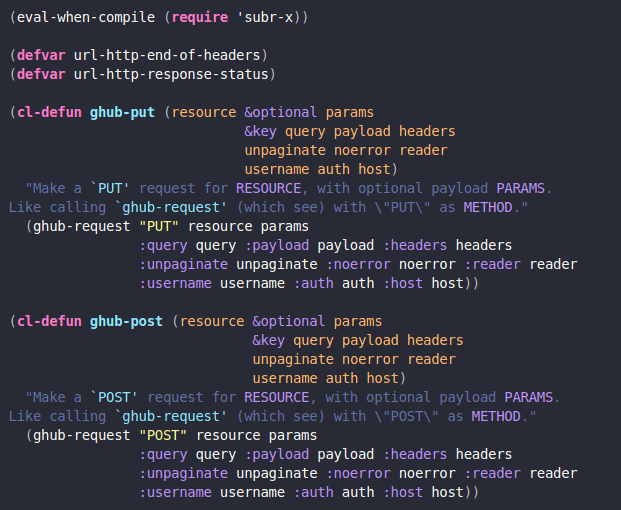 (eval-when-compile (require 'subr-x))
(defvar url-http-end-of-headers)
(defvar url-http-response-status)
(cl-defun ghub-put (resource &optional params
&key query payload headers
unpaginate noerror reader
username auth host)
"Make a `PUT' request for RESOURCE, with optional payload PARAMS.
Like calling `ghub-request' (which see) with \"PUT\" as METHOD."
(ghub-request "PUT" resource params
:query query :payload payload :headers headers
:unpaginate unpaginate :noerror noerror :reader reader
:username username :auth auth :host host))
(cl-defun ghub-post (resource &optional params
&key query payload headers
unpaginate noerror reader
username auth host)
"Make a `POST' request for RESOURCE, with optional payload PARAMS.
Like calling `ghub-request' (which see) with \"POST\" as METHOD."
(ghub-request "POST" resource params
:query query :payload payload :headers headers
:unpaginate unpaginate :noerror noerror :reader reader
:username username :auth auth :host host))